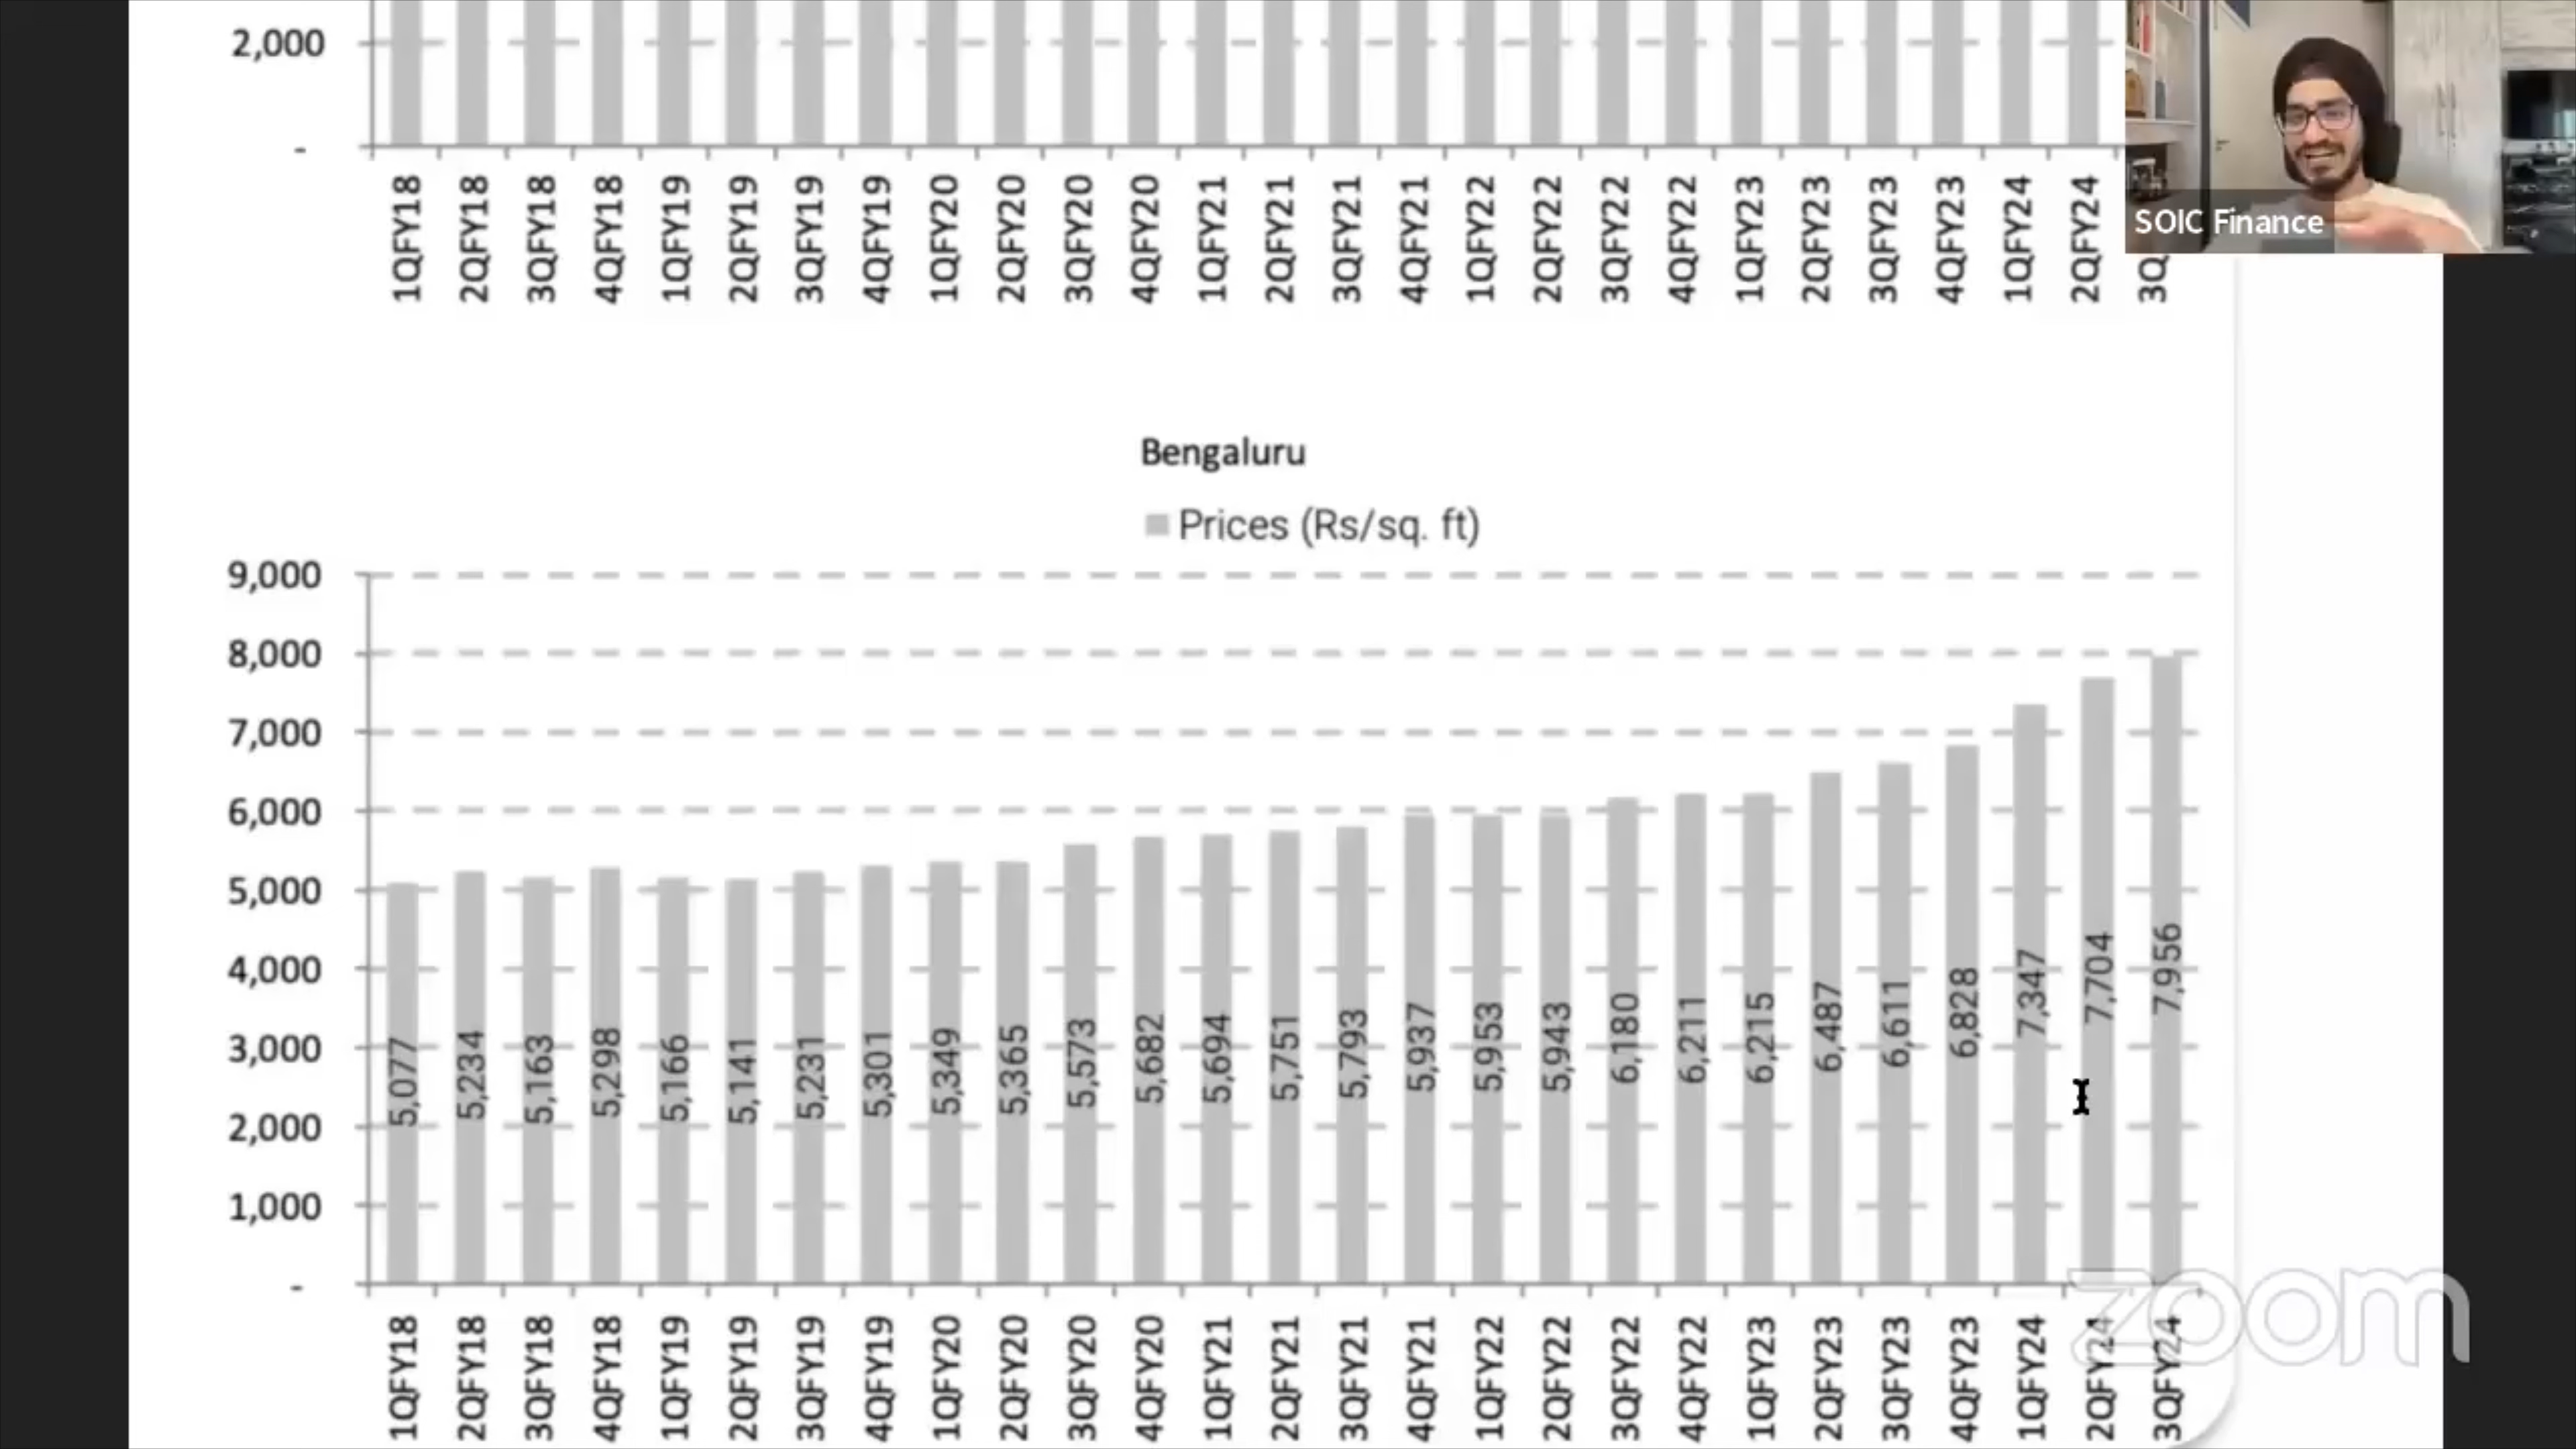 2,000
-
1QFY18 2QFY18 3QFY18 4QFY18 1QFY19 2QFY19 3QFY19 4QFY19 1QFY20 2QFY20 3QFY20 4QFY20 1QFY21 2QFY21 3QFY21 4QFY21 1QFY22 2QFY22 3QFY22 4QFY22 1QFY23 2QFY23 3QFY23 4QFY23 1QFY24 2QFY24 3Q
SOIC Finance
Bengaluru
Prices (Rs/sq. ft)
9,000
8,000
7,000
6,000
5,000
4,000
3,000
2,000
1,000
-
5,077 5,234 5,163 5,298 5,166 5,141 5,231 5,301 5,349 5,365 5,573 5,682 5,694 5,751 5,793 5,937 5,953 5,943 6,180 6,211 6,215 6,487 6,611 6,828 7,347 7,704 7,956
1QFY18 2QFY18 3QFY18 4QFY18 1QFY19 2QFY19 3QFY19 4QFY19 1QFY20 2QFY20 3QFY20 4QFY20 1QFY21 2QFY21 3QFY21 4QFY21 1QFY22 2QFY22 3QFY22 4QFY22 1QFY23 2QFY23 3QFY23 4QFY23 1QFY24 2QFY24 3QFY24
zoom